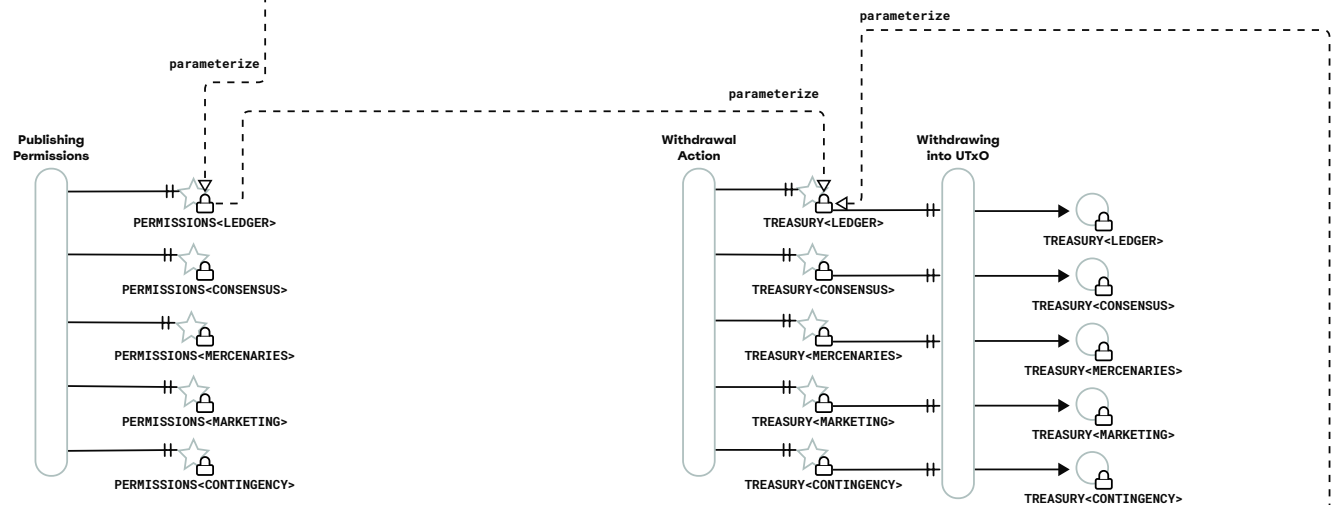 parameterize
parameterize
parameterize
Publishing
Permissions
Withdrawal
Action
Withdrawing
into UTxO
PERMISSIONS<LEDGER>
TREASURY<LEDGER>
TREASURY<LEDGER>
PERMISSIONS<CONSENSUS>
TREASURY<CONSENSUS>
TREASURY<CONSENSUS>
PERMISSIONS<MERCENARIES>
TREASURY<MERCENARIES>
TREASURY<MERCENARIES>
PERMISSIONS<MARKETING>
TREASURY<MARKETING>
TREASURY<MARKETING>
PERMISSIONS<CONTINGENCY>
TREASURY<CONTINGENCY>
TREASURY<CONTINGENCY>